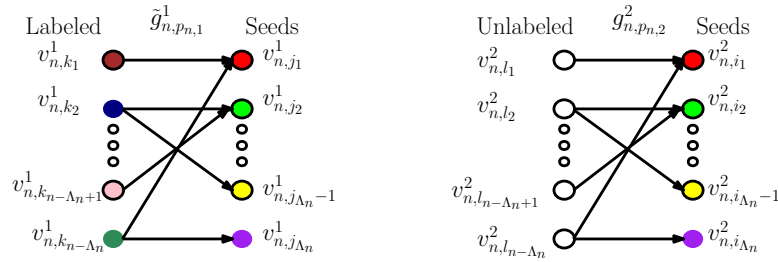 Labeled $\tilde{g}^1_{n,p_{n,1}}$ Seeds
$v^1_{n,k_1}$ $v^1_{n,j_1}$
$v^1_{n,k_2}$ $v^1_{n,j_2}$
$v^1_{n,k_{n-\Lambda_n+1}}$ $v^1_{n,j_{\Lambda_n-1}}$
$v^1_{n,k_{n-\Lambda_n}}$ $v^1_{n,j_{\Lambda_n}}$
Unlabeled $g^2_{n,p_{n,2}}$ Seeds
$v^2_{n,l_1}$ $v^2_{n,i_1}$
$v^2_{n,l_2}$ $v^2_{n,i_2}$
$v^2_{n,l_{n-\Lambda_n+1}}$ $v^2_{n,i_{\Lambda_n-1}}$
$v^2_{n,l_{n-\Lambda_n}}$ $v^2_{n,i_{\Lambda_n}}$